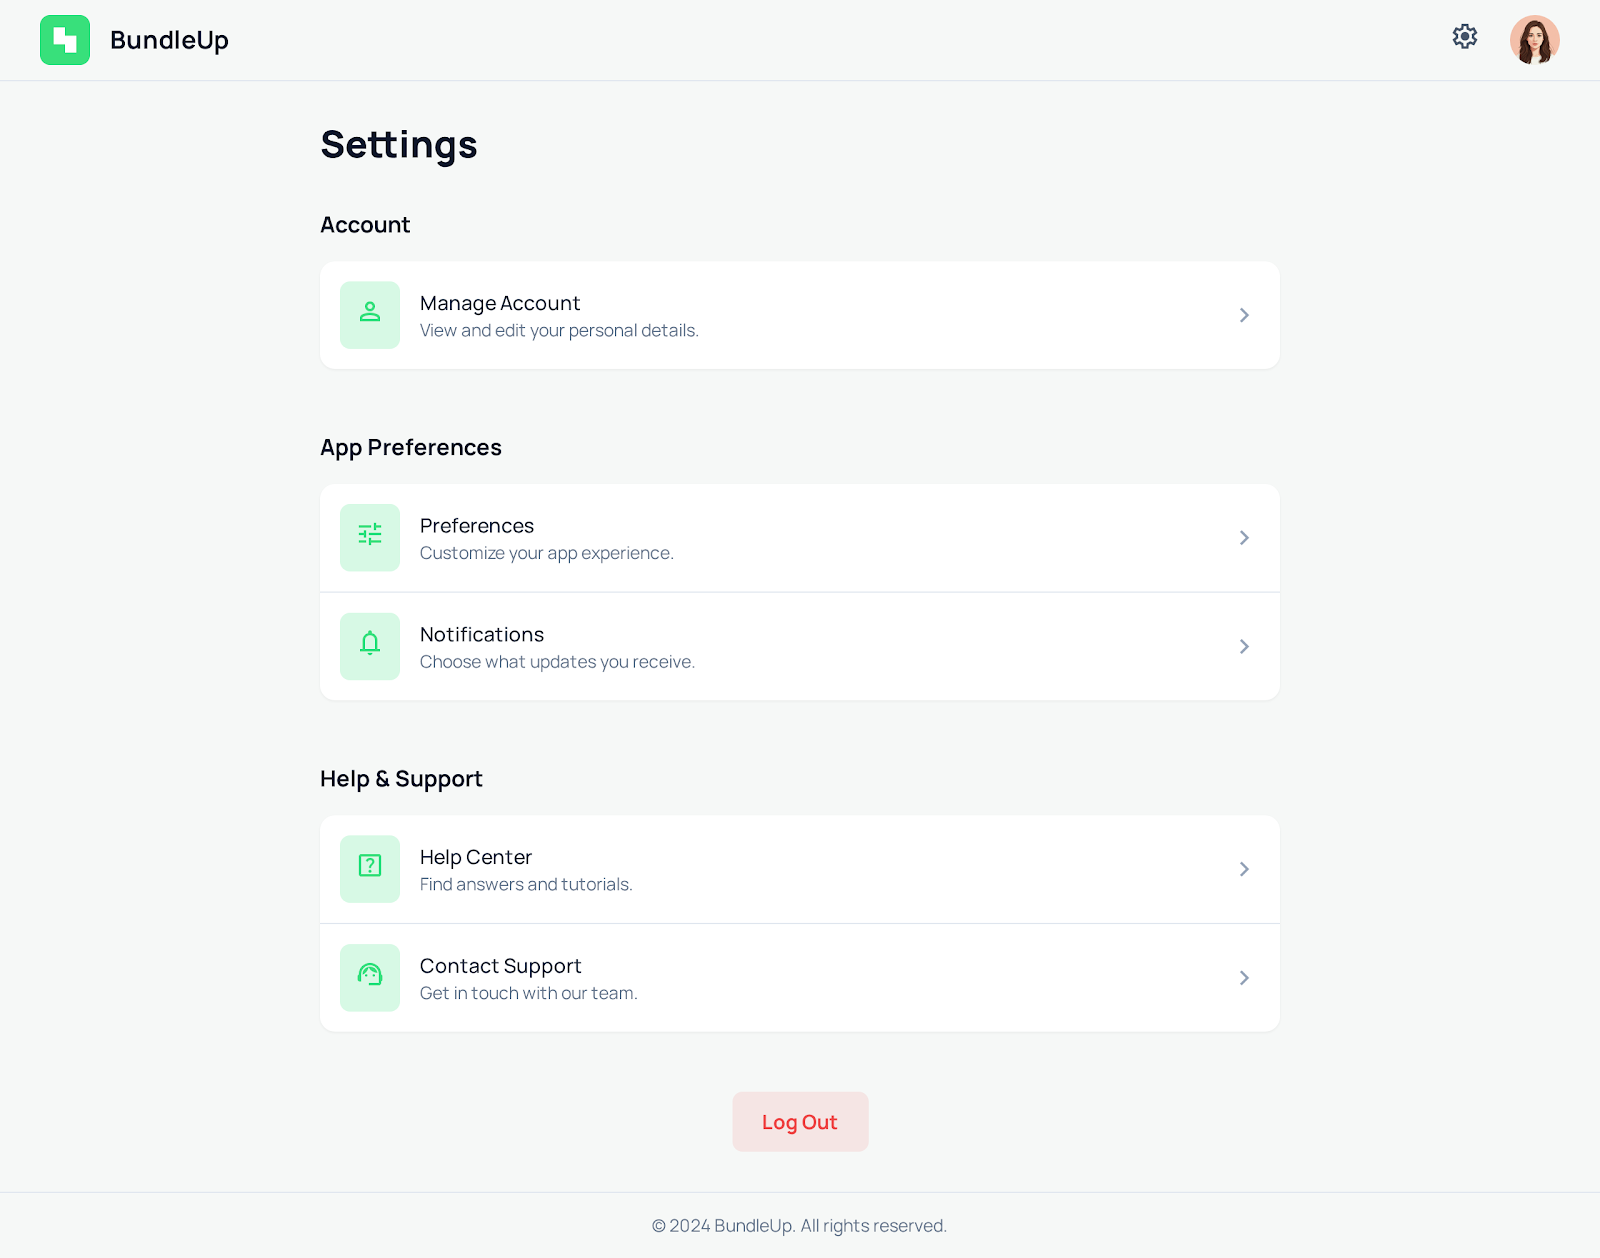 BundleUp
Settings
Account
Manage Account
View and edit your personal details.
App Preferences
Preferences
Customize your app experience.
Notifications
Choose what updates you receive.
Help & Support
Help Center
Find answers and tutorials.
Contact Support
Get in touch with our team.
Log Out
© 2024 BundleUp. All rights reserved.